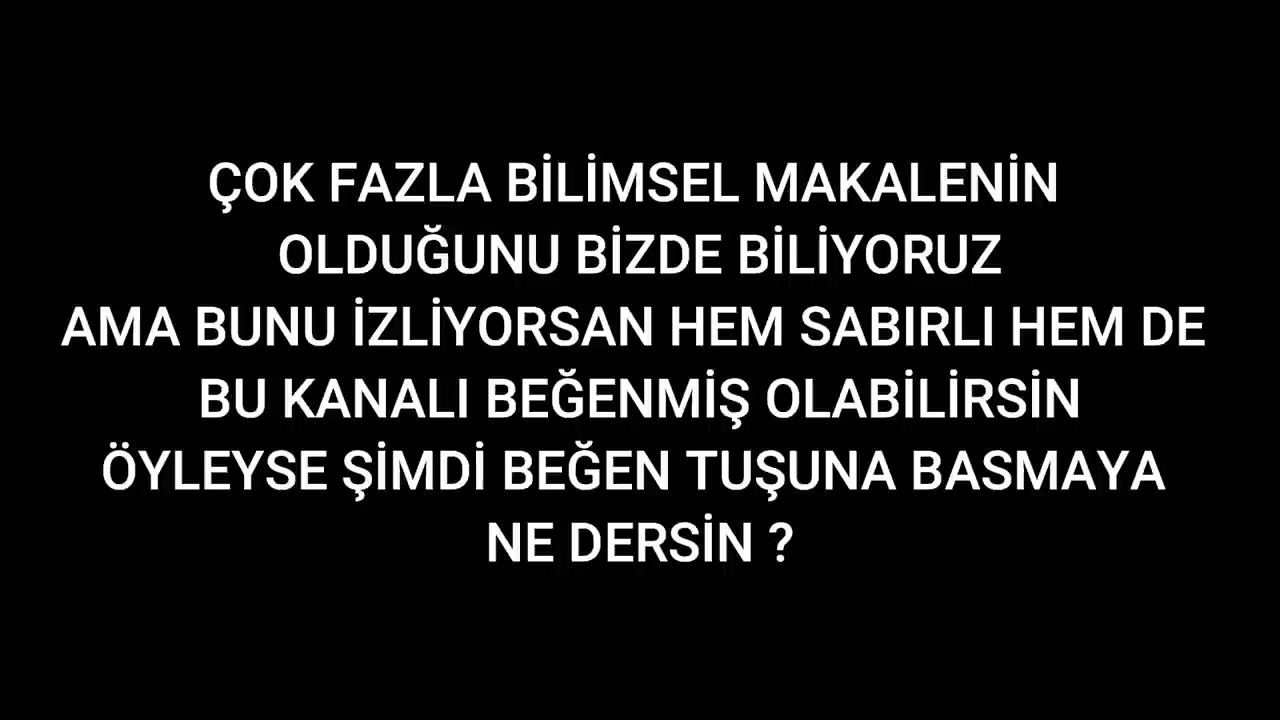 ÇOK FAZLA BİLİMSEL MAKALENİN
OLDUĞUNU BİZDE BİLİYORUZ
AMA BUNU İZLİYORSAN HEM SABIRLI HEM DE
BU KANALI BEĞENMİŞ OLABİLİRSİN
ÖYLEYSE ŞİMDİ BEĞEN TUŞUNA BASMAYA
NE DERSİN ?